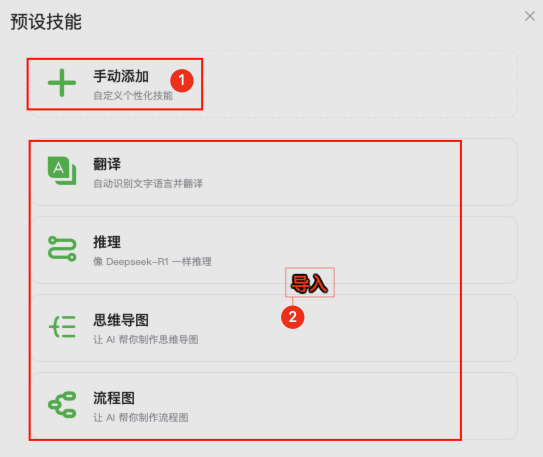 预设技能
手动添加
1
自定义个性化技能
A
翻译
自动识别文字语言并翻译
推理
像 Deepseek-R1 一样推理
导入
2
思维导图
让 AI 帮你制作思维导图
流程图
让 AI 帮你制作流程图